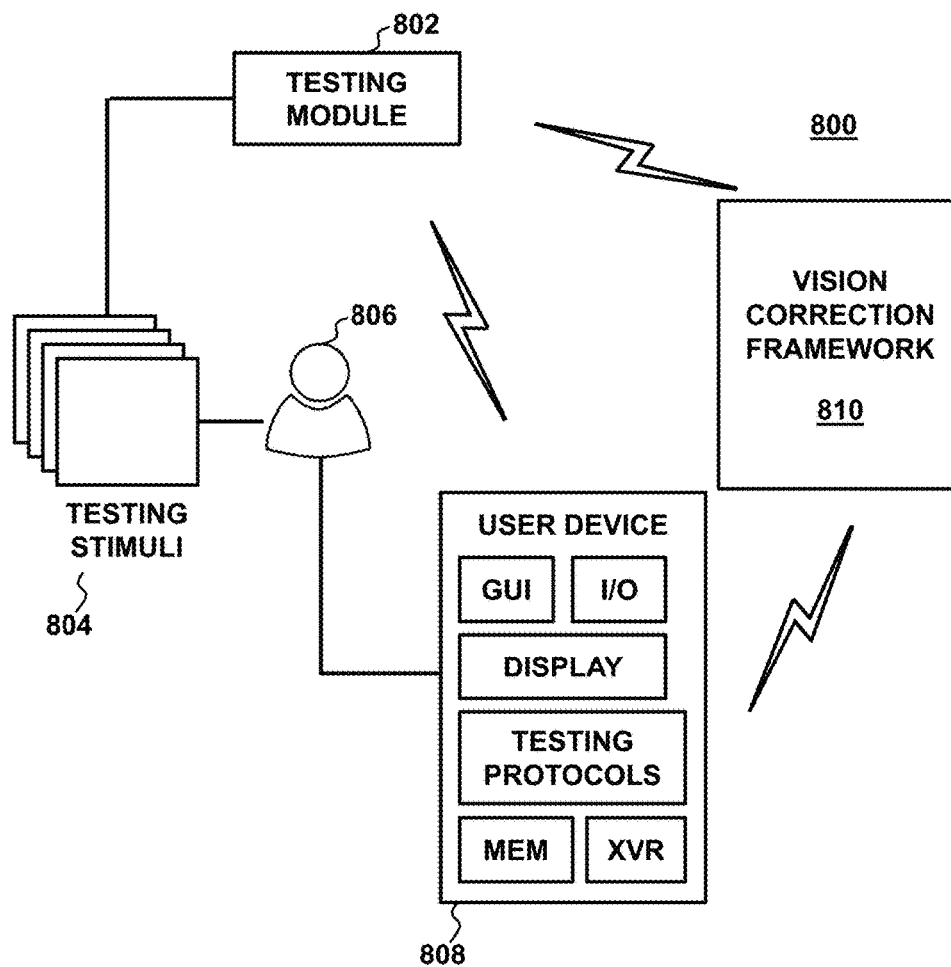 802
TESTING
MODULE
800
VISION
CORRECTION
FRAMEWORK
810
806
TESTING
STIMULI
804
USER DEVICE
GUI
I/O
DISPLAY
TESTING
PROTOCOLS
MEM
XVR
808